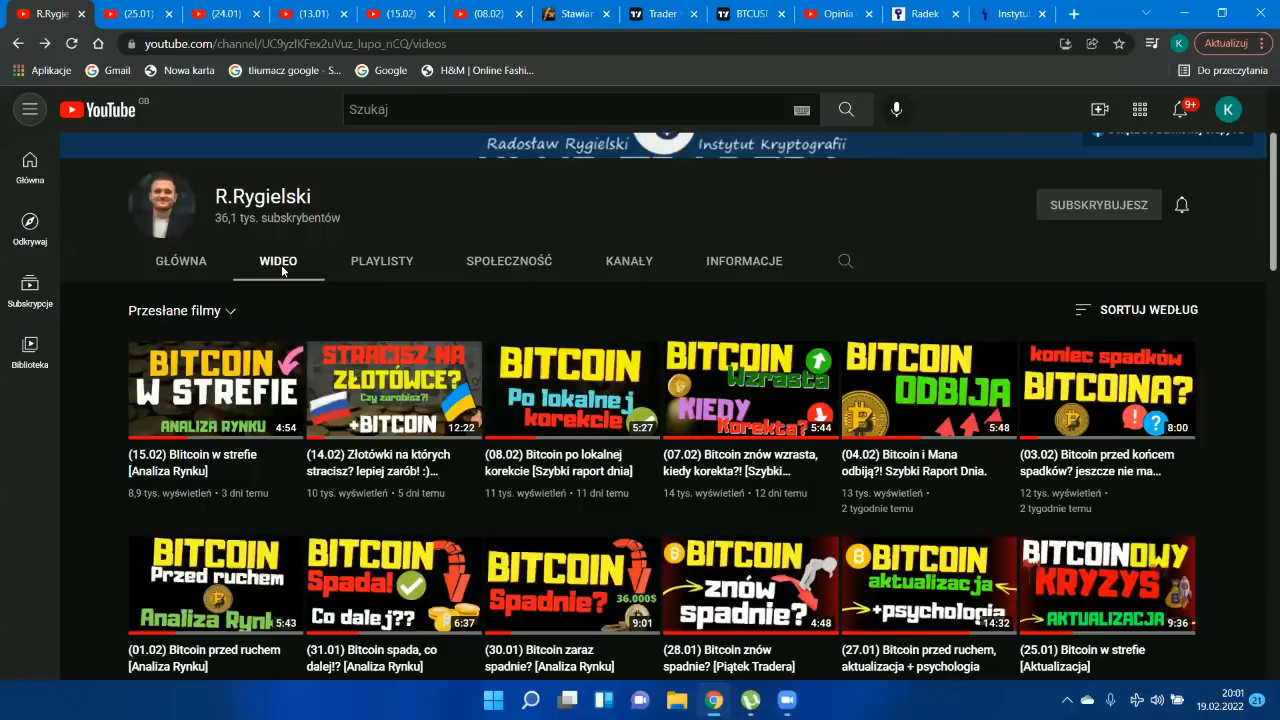 R.Rygie
(25.01)
(24.01)
(13.01)
(15.02)
(08.02)
Stawiar
Trader
BTCUSI
Opinia
Radek
Instytut
youtube.com/channel/UC9yzIKFex2uVuz_lupo_nCQ/videos
K
Aktualizuj
Aplikacje
Gmail
Nowa karta
tliumacz google - S...
Google
H&M | Online Fashi...
Do przeczytania
YouTube GB
Szukaj
9+
K
Radosław Rygielski
Instytut Kryptografii
Główna
Odkrywaj
Subskrypcje
Biblioteka
R.Rygielski
36,1 tys. subskrybentów
SUBSKRYBUJESZ
GŁÓWNA
WIDEO
PLAYLISTY
SPOŁECZNOŚĆ
KANAŁY
INFORMACJE
Przesłane filmy
SORTUJ WEDŁUG
BITCOIN
W STREFIE
ANALIZA RYNKU
4:54
STRACISZ NA
ZŁOTÓWCE?
Czy zarobisz?!
+BITCOIN
12:22
BITCOIN
Po lokalnej
korekcie
5:27
BITCOIN
Wzrasta
KIEDY
Korekta?
5:44
BITCOIN
ODBIJA
5:48
koniec spadków
BITCOINA?
8:00
(15.02) Bltcoin w strefie
[Analiza Rynku]
8,9 tys. wyświetleń • 3 dni temu
(14.02) Złotówki na których
stracisz? lepiej zarób! :)...
10 tys. wyświetleń • 5 dni temu
(08.02) Bitcoin po lokalnej
korekcie [Szybki raport dnia]
11 tys. wyświetleń • 11 dni temu
(07.02) Bitcoin znów wzrasta,
kiedy korekta?! [Szybki...
14 tys. wyświetleń • 12 dni temu
(04.02) Bitcoin i Mana
odbiją?! Szybki Raport Dnia.
13 tys. wyświetleń •
2 tygodnie temu
(03.02) Bitcoin przed końcem
spadków? jeszcze nie ma...
12 tys. wyświetleń •
2 tygodnie temu
BITCOIN
Przed ruchem
Analiza Rynk
5:43
BITCOIN
Spada!
Co dalej??
6:37
BITCOIN
Spadnie?
36.000$
9:01
BITCOIN
znów
spadnie?
4:48
BITCOIN
aktualizacja
+psychologia
14:32
BITCOINOWY
KRYZYS
AKTUALIZACJA
9:36
(01.02) Bitcoin przed ruchem
[Analiza Rynku]
(31.01) Bitcoin spada, co
dalej!? [Analiza Rynku]
(30.01) Bitcoin zaraz
spadnie? [Analiza Rynku]
(28.01) Bitcoin znów
spadnie? [Piątek Tradera]
(27.01) Bitcoin przed ruchem,
aktualizacja + psychologia
(25.01) Bitcoin w strefie
[Aktualizacja]
20:01
19.02.2022
21